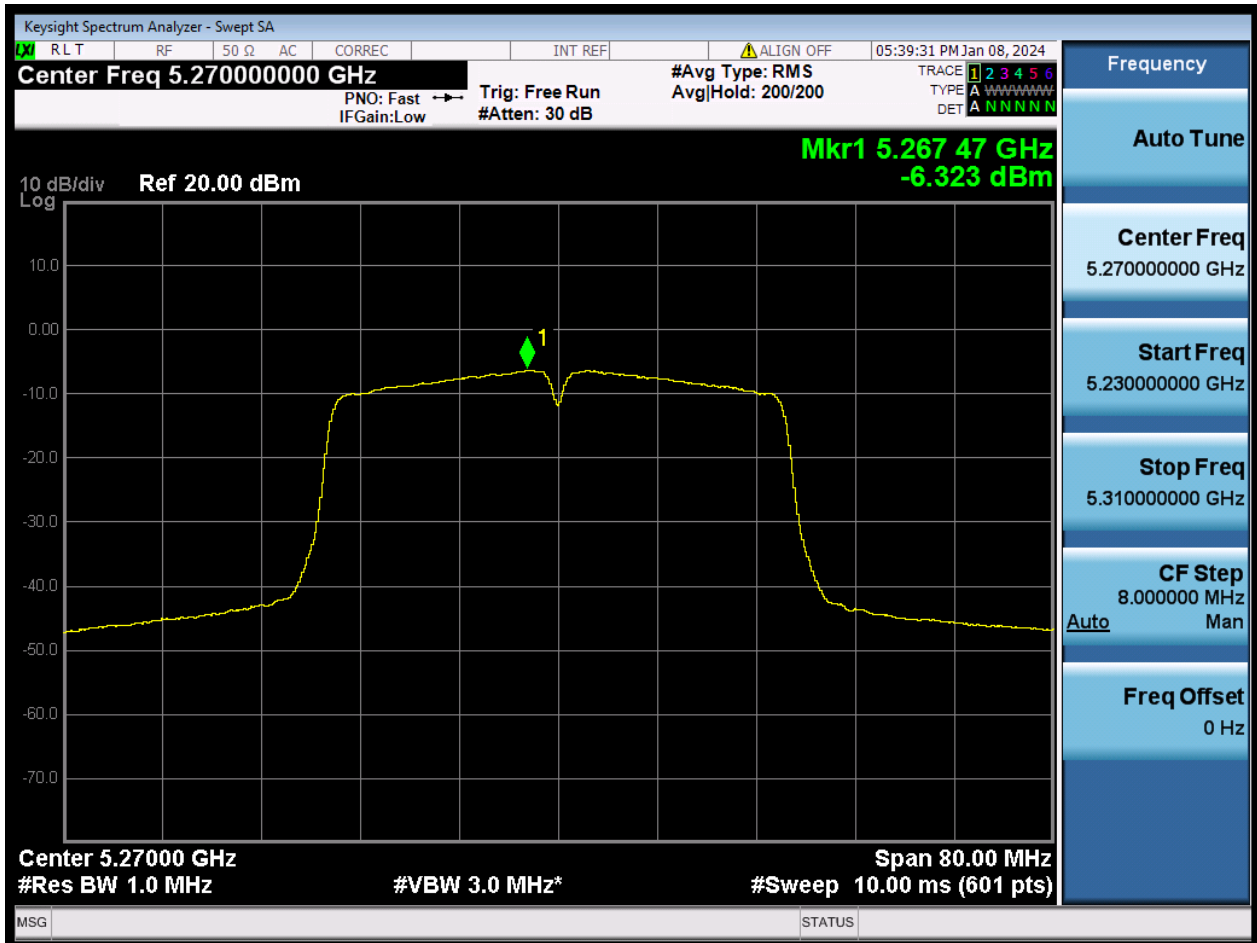 Keysight Spectrum Analyzer - Swept SA
LXI RLT RF 50 Ω AC CORREC INT REF ALIGN OFF 05:39:31 PM Jan 08, 2024
Center Freq 5.270000000 GHz
PNO: Fast
IFGain:Low
Trig: Free Run
#Atten: 30 dB
#Avg Type: RMS
Avg|Hold: 200/200
TRACE 1 2 3 4 5 6
TYPE A WWWWW
DET A N N N N N
Mkr1 5.267 47 GHz
-6.323 dBm
10 dB/div Ref 20.00 dBm
Log
10.0
0.00
-10.0
-20.0
-30.0
-40.0
-50.0
-60.0
-70.0
1
Center 5.27000 GHz Span 80.00 MHz
#Res BW 1.0 MHz #VBW 3.0 MHz* #Sweep 10.00 ms (601 pts)
MSG STATUS
Frequency
Auto Tune
Center Freq
5.270000000 GHz
Start Freq
5.230000000 GHz
Stop Freq
5.310000000 GHz
CF Step
8.000000 MHz
Auto Man
Freq Offset
0 Hz